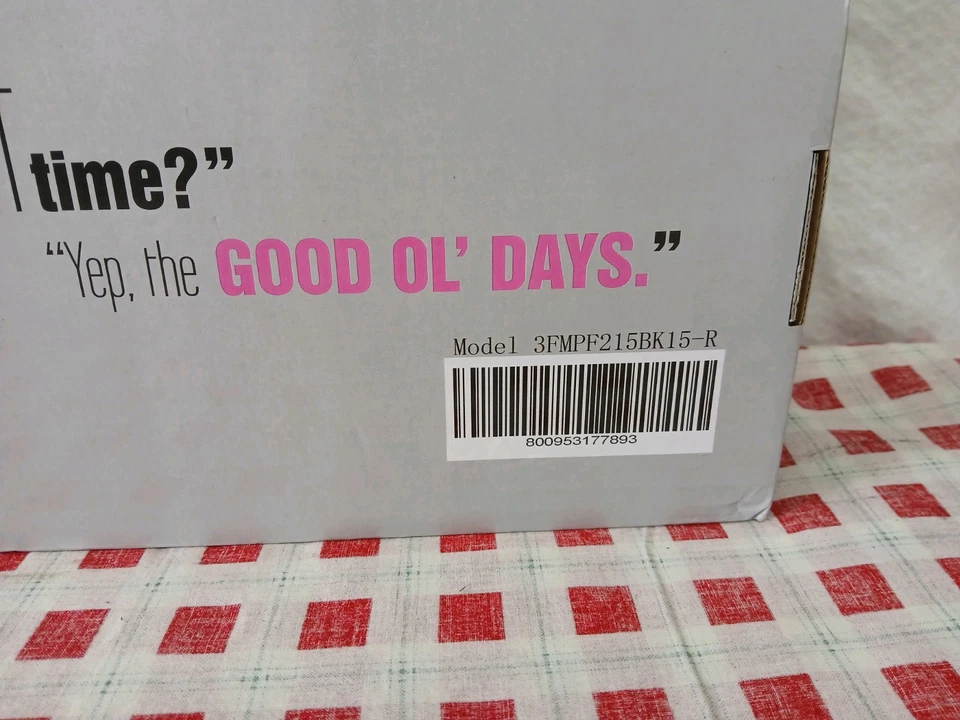 time?”
“Yep, the GOOD OL’ DAYS.”
Model 3FMPF215BK15-R
800953177893